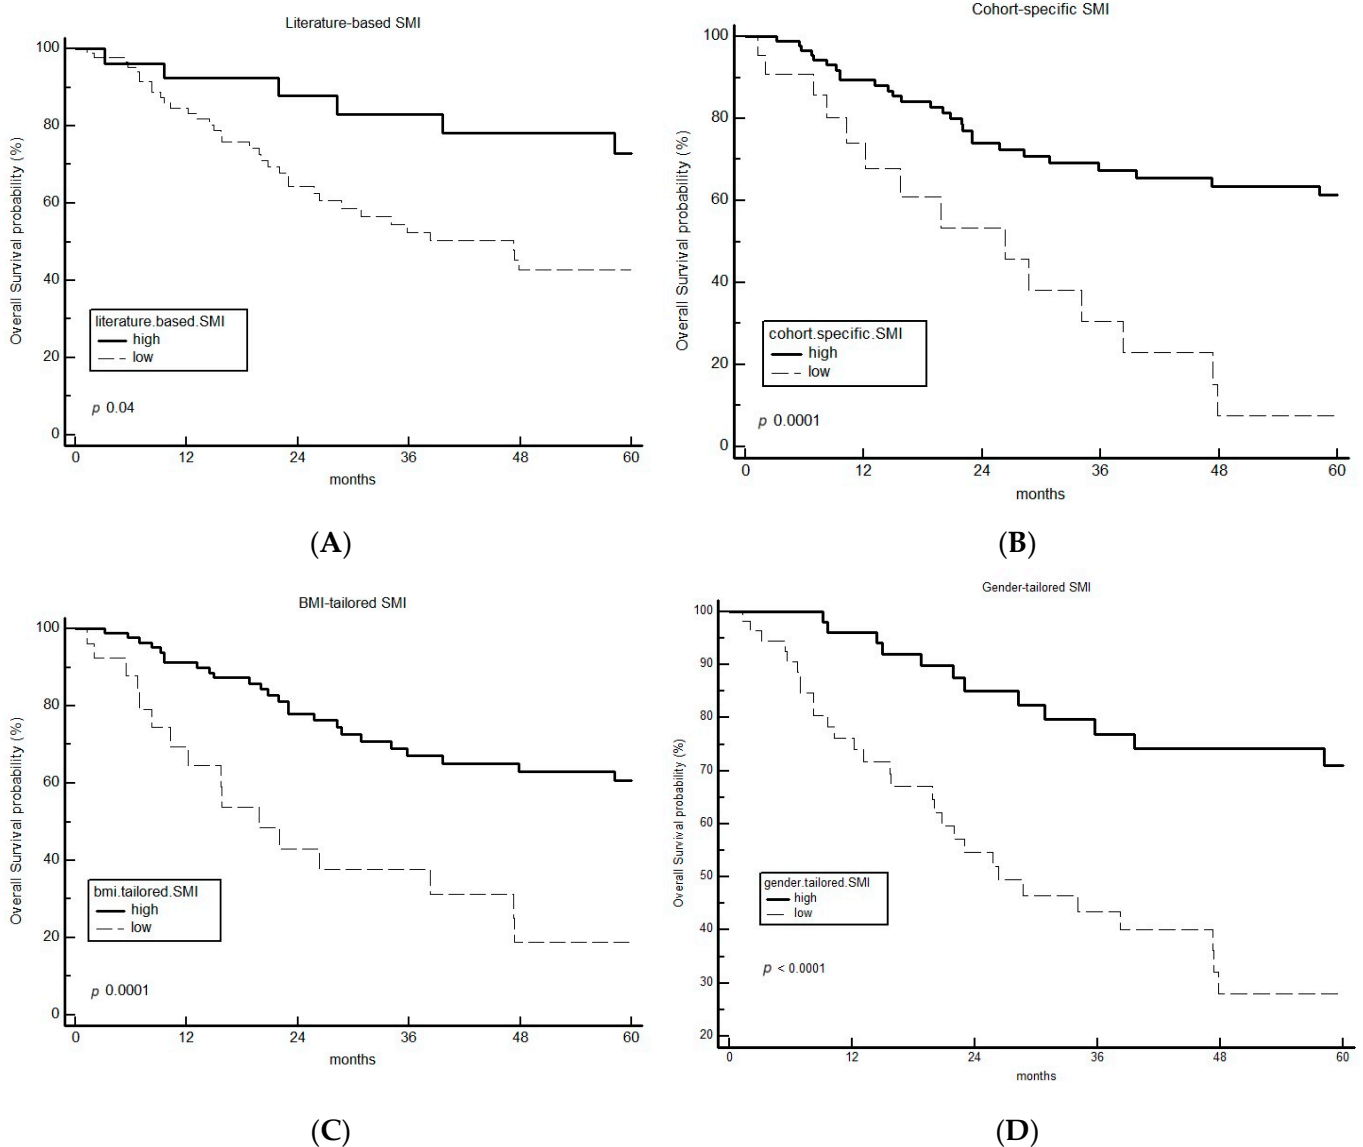 Literature-based SMI
Overall Survival probability (%)
100
80
60
40
20
0
literature.based.SMI
high
low
p 0.04
0 12 24 36 48 60
months
(A)
Cohort-specific SMI
Overall Survival probability (%)
100
80
60
40
20
0
cohort.specific.SMI
high
low
p 0.0001
0 12 24 36 48 60
months
(B)
BMI-tailored SMI
Overall Survival probability (%)
100
80
60
40
20
0
bmi.tailored.SMI
high
low
p 0.0001
0 12 24 36 48 60
months
(C)
Gender-tailored SMI
Overall Survival probability (%)
100
90
80
70
60
50
40
30
20
gender.tailored.SMI
high
low
p < 0.0001
0 12 24 36 48 60
months
(D)